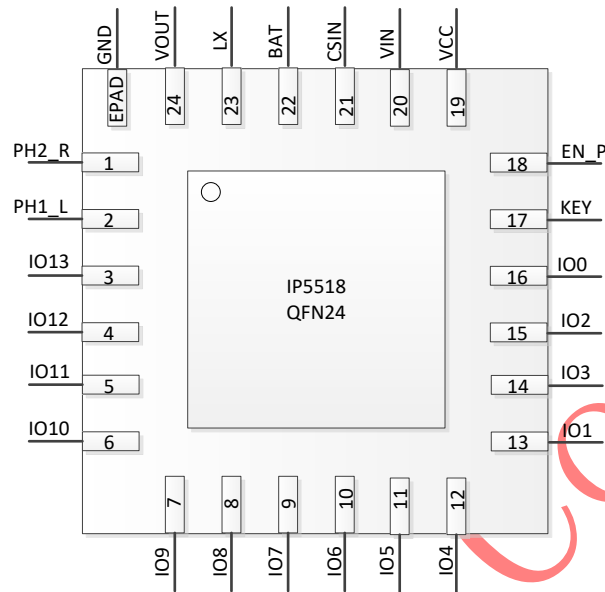 GND
VOUT
LX
BAT
CSIN
VIN
VCC
EPAD
24
23
22
21
20
19
PH2_R
1
18
EN_P
PH1_L
2
17
KEY
IO13
3
16
IO0
IP5518
QFN24
IO12
4
15
IO2
IO11
5
14
IO3
IO10
6
13
IO1
7
8
9
10
11
12
IO9
IO8
IO7
IO6
IO5
IO4